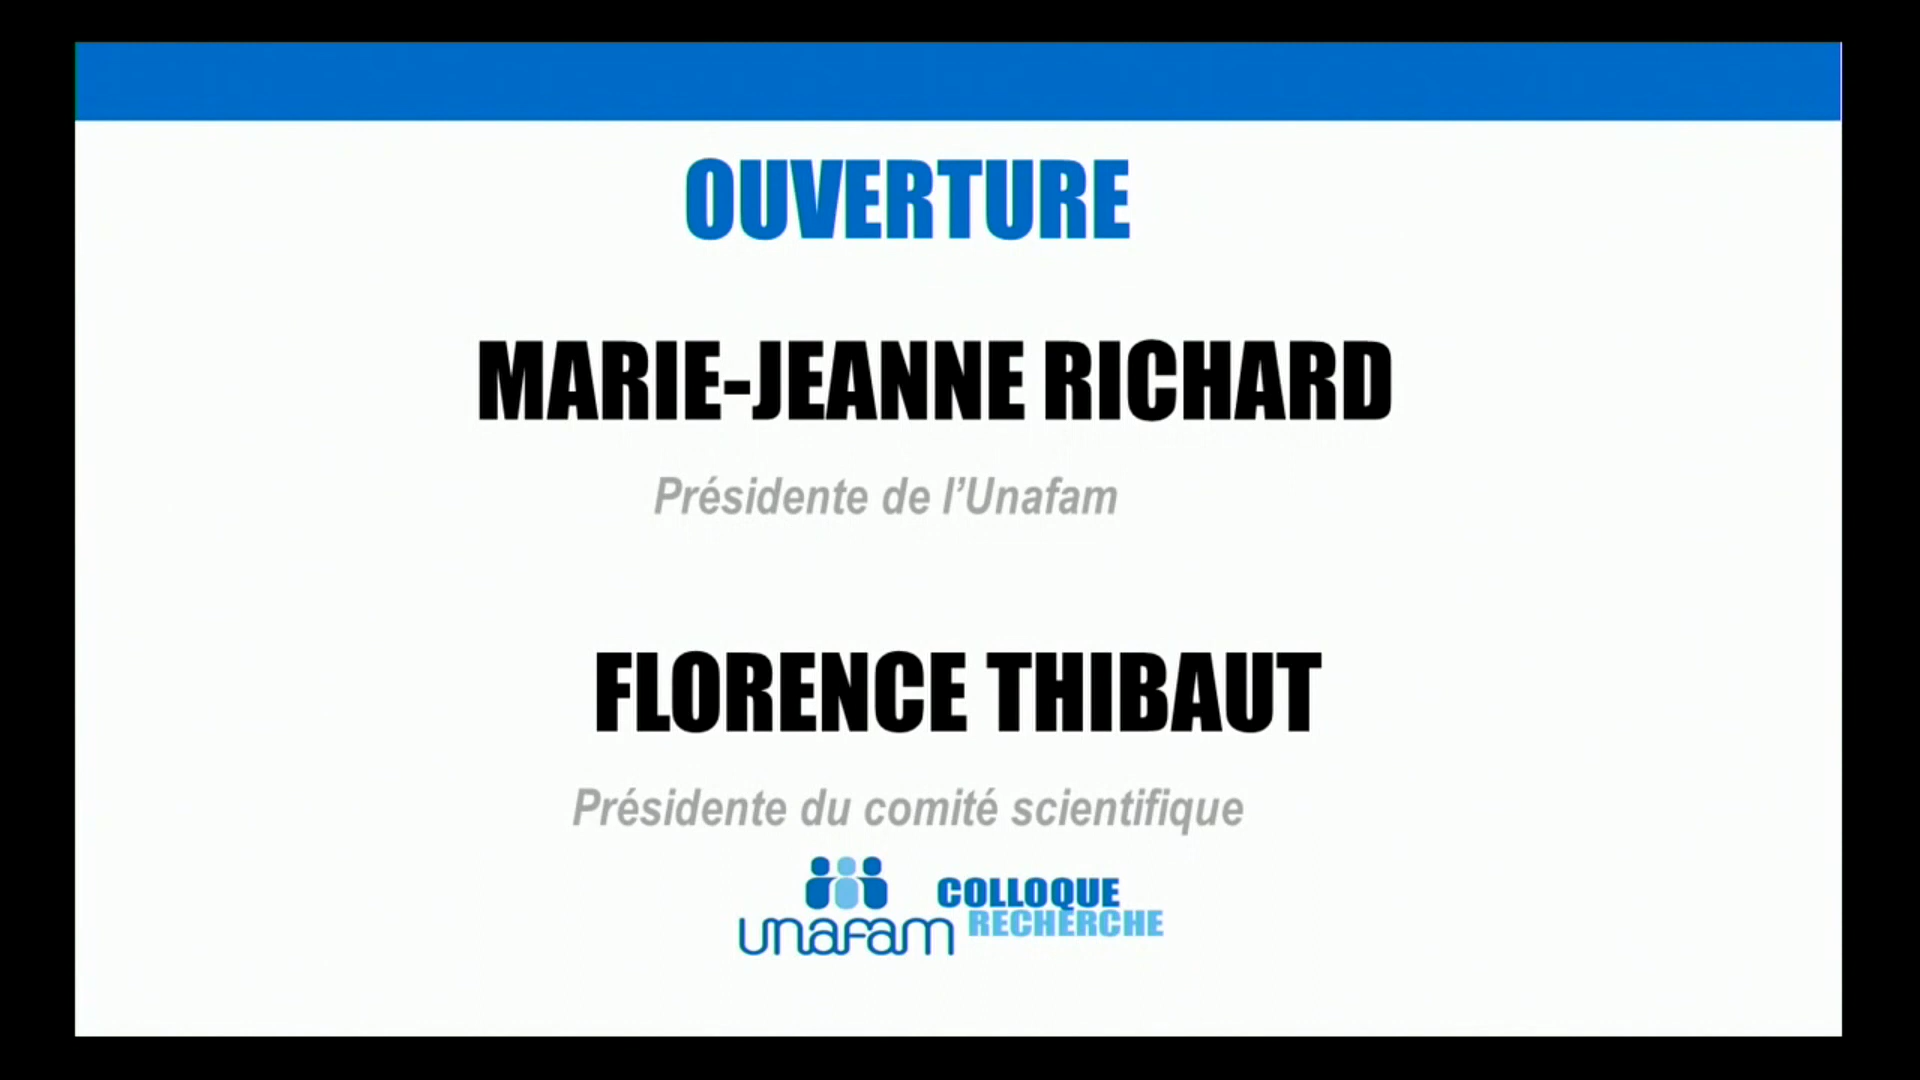 OUVERTURE
MARIE-JEANNE RICHARD
Présidente de l’Unafam
FLORENCE THIBAUT
Présidente du comité scientifique
unafam
COLLOQUE
RECHERCHE